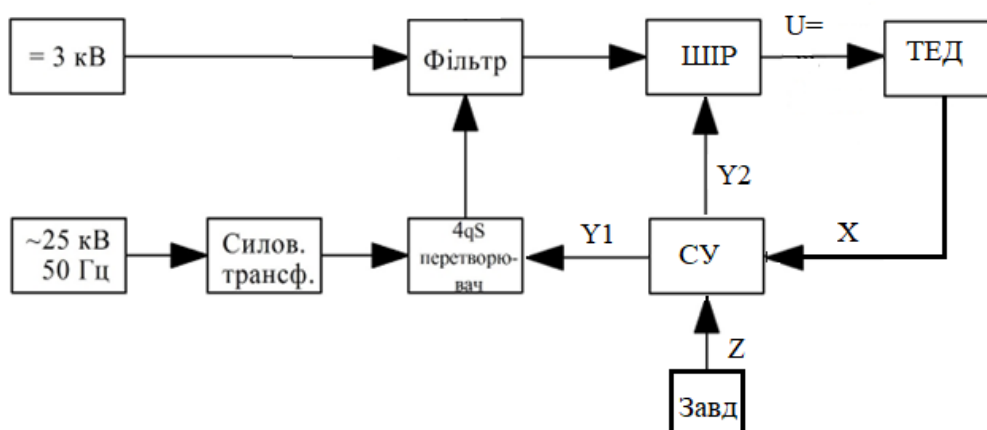 = 3 кВ
Фільтр
ШІР
U=
...
ТЕД
~25 кВ
50 Гц
Силов.
трансф.
4qS
перетворю-
вач
Y1
Y2
СУ
X
Z
Завд